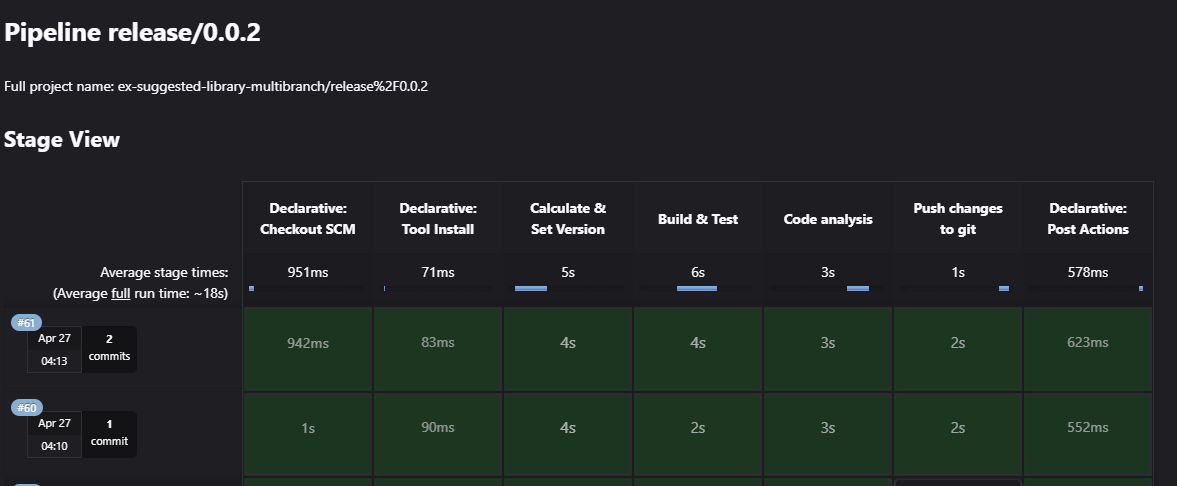 Pipeline release/0.0.2
Full project name: ex-suggested-library-multibranch/release%2F0.0.2
Stage View
Declarative: Checkout SCM
Declarative: Tool Install
Calculate & Set Version
Build & Test
Code analysis
Push changes to git
Declarative: Post Actions
Average stage times:
(Average full run time: ~18s)
951ms
71ms
5s
6s
3s
1s
578ms
#61
Apr 27
04:13
2
commits
942ms
83ms
4s
4s
3s
2s
623ms
#60
Apr 27
04:10
1
commit
1s
90ms
4s
2s
3s
2s
552ms